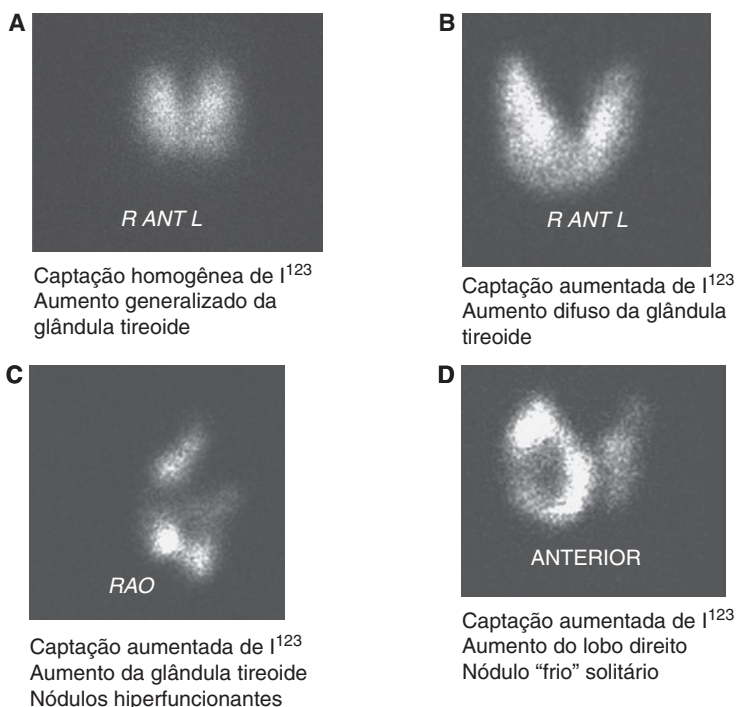 A
R ANT L
Captação homogênea de I123
Aumento generalizado da
glândula tireoide
B
R ANT L
Captação aumentada de I123
Aumento difuso da glândula
tireoide
C
RAO
Captação aumentada de I123
Aumento da glândula tireoide
Nódulos hiperfuncionantes
D
ANTERIOR
Captação aumentada de I123
Aumento do lobo direito
Nódulo “frio” solitário